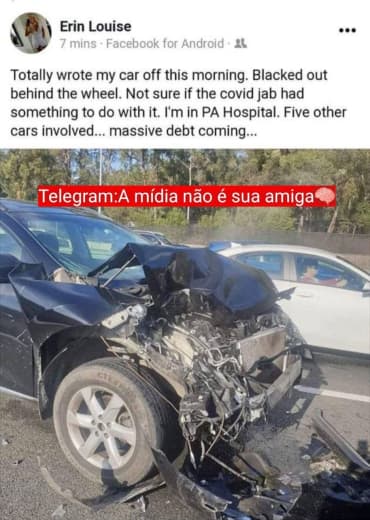 Erin Louise
7 mins · Facebook for Android ·
Totally wrote my car off this morning. Blacked out
behind the wheel. Not sure if the covid jab had
something to do with it. I'm in PA Hospital. Five other
cars involved... massive debt coming...
Telegram:A mídia não é sua amiga🧠